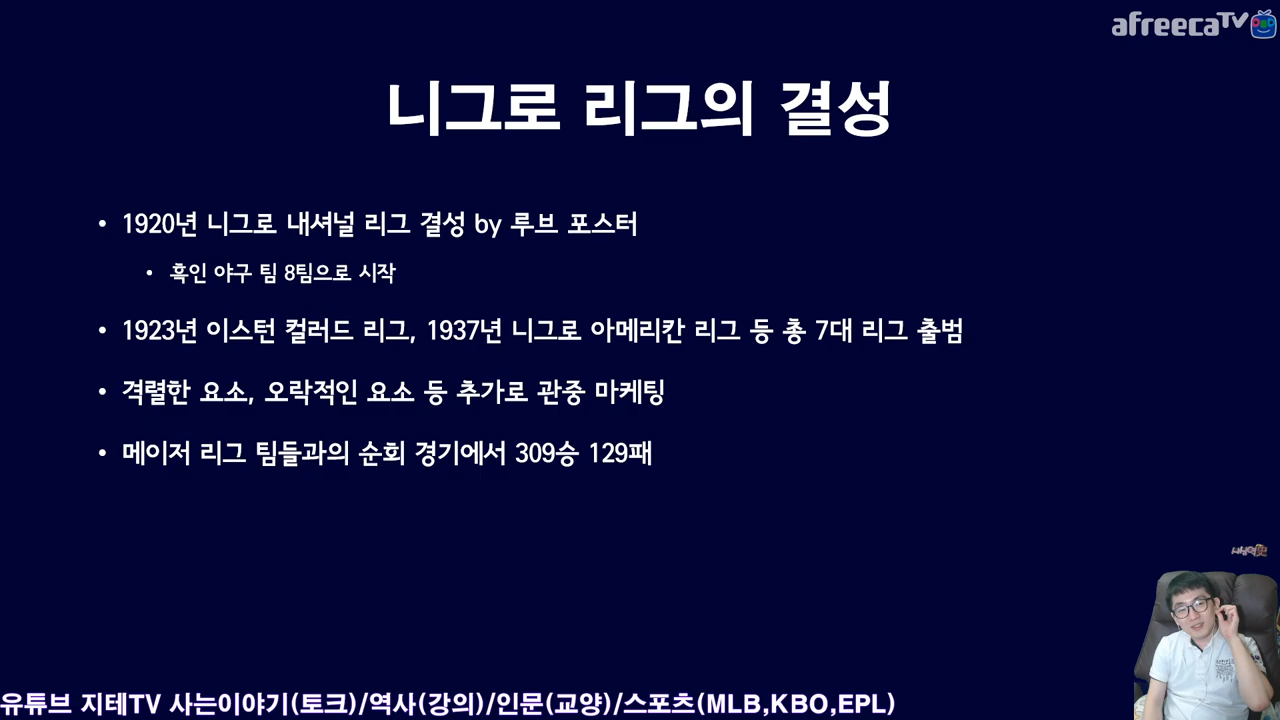 afreecaTV
니그로 리그의 결성
• 1920년 니그로 내셔널 리그 결성 by 루브 포스터
• 흑인 야구 팀 8팀으로 시작
• 1923년 이스턴 컬러드 리그, 1937년 니그로 아메리칸 리그 등 총 7대 리그 출범
• 격렬한 요소, 오락적인 요소 등 추가로 관중 마케팅
• 메이저 리그 팀들과의 순회 경기에서 309승 129패
유튜브 지테TV 사는이야기(토크)/역사(강의)/인문(교양)/스포츠(MLB,KBO,EPL)